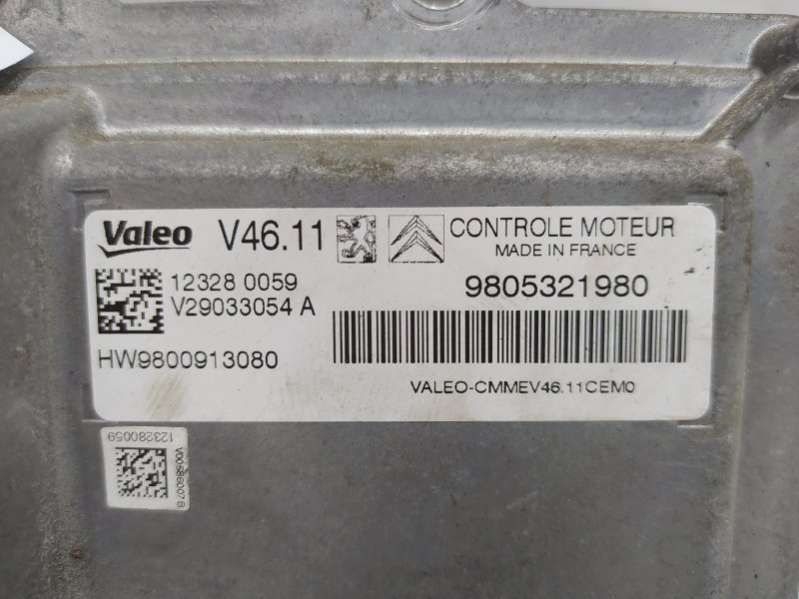 Valeo V46.11 CONTROLE MOTEUR
MADE IN FRANCE
12328 0059
V29033054 A
9805321980
HW9800913080
VALEO-CMMEV46.11CEM0
123280059